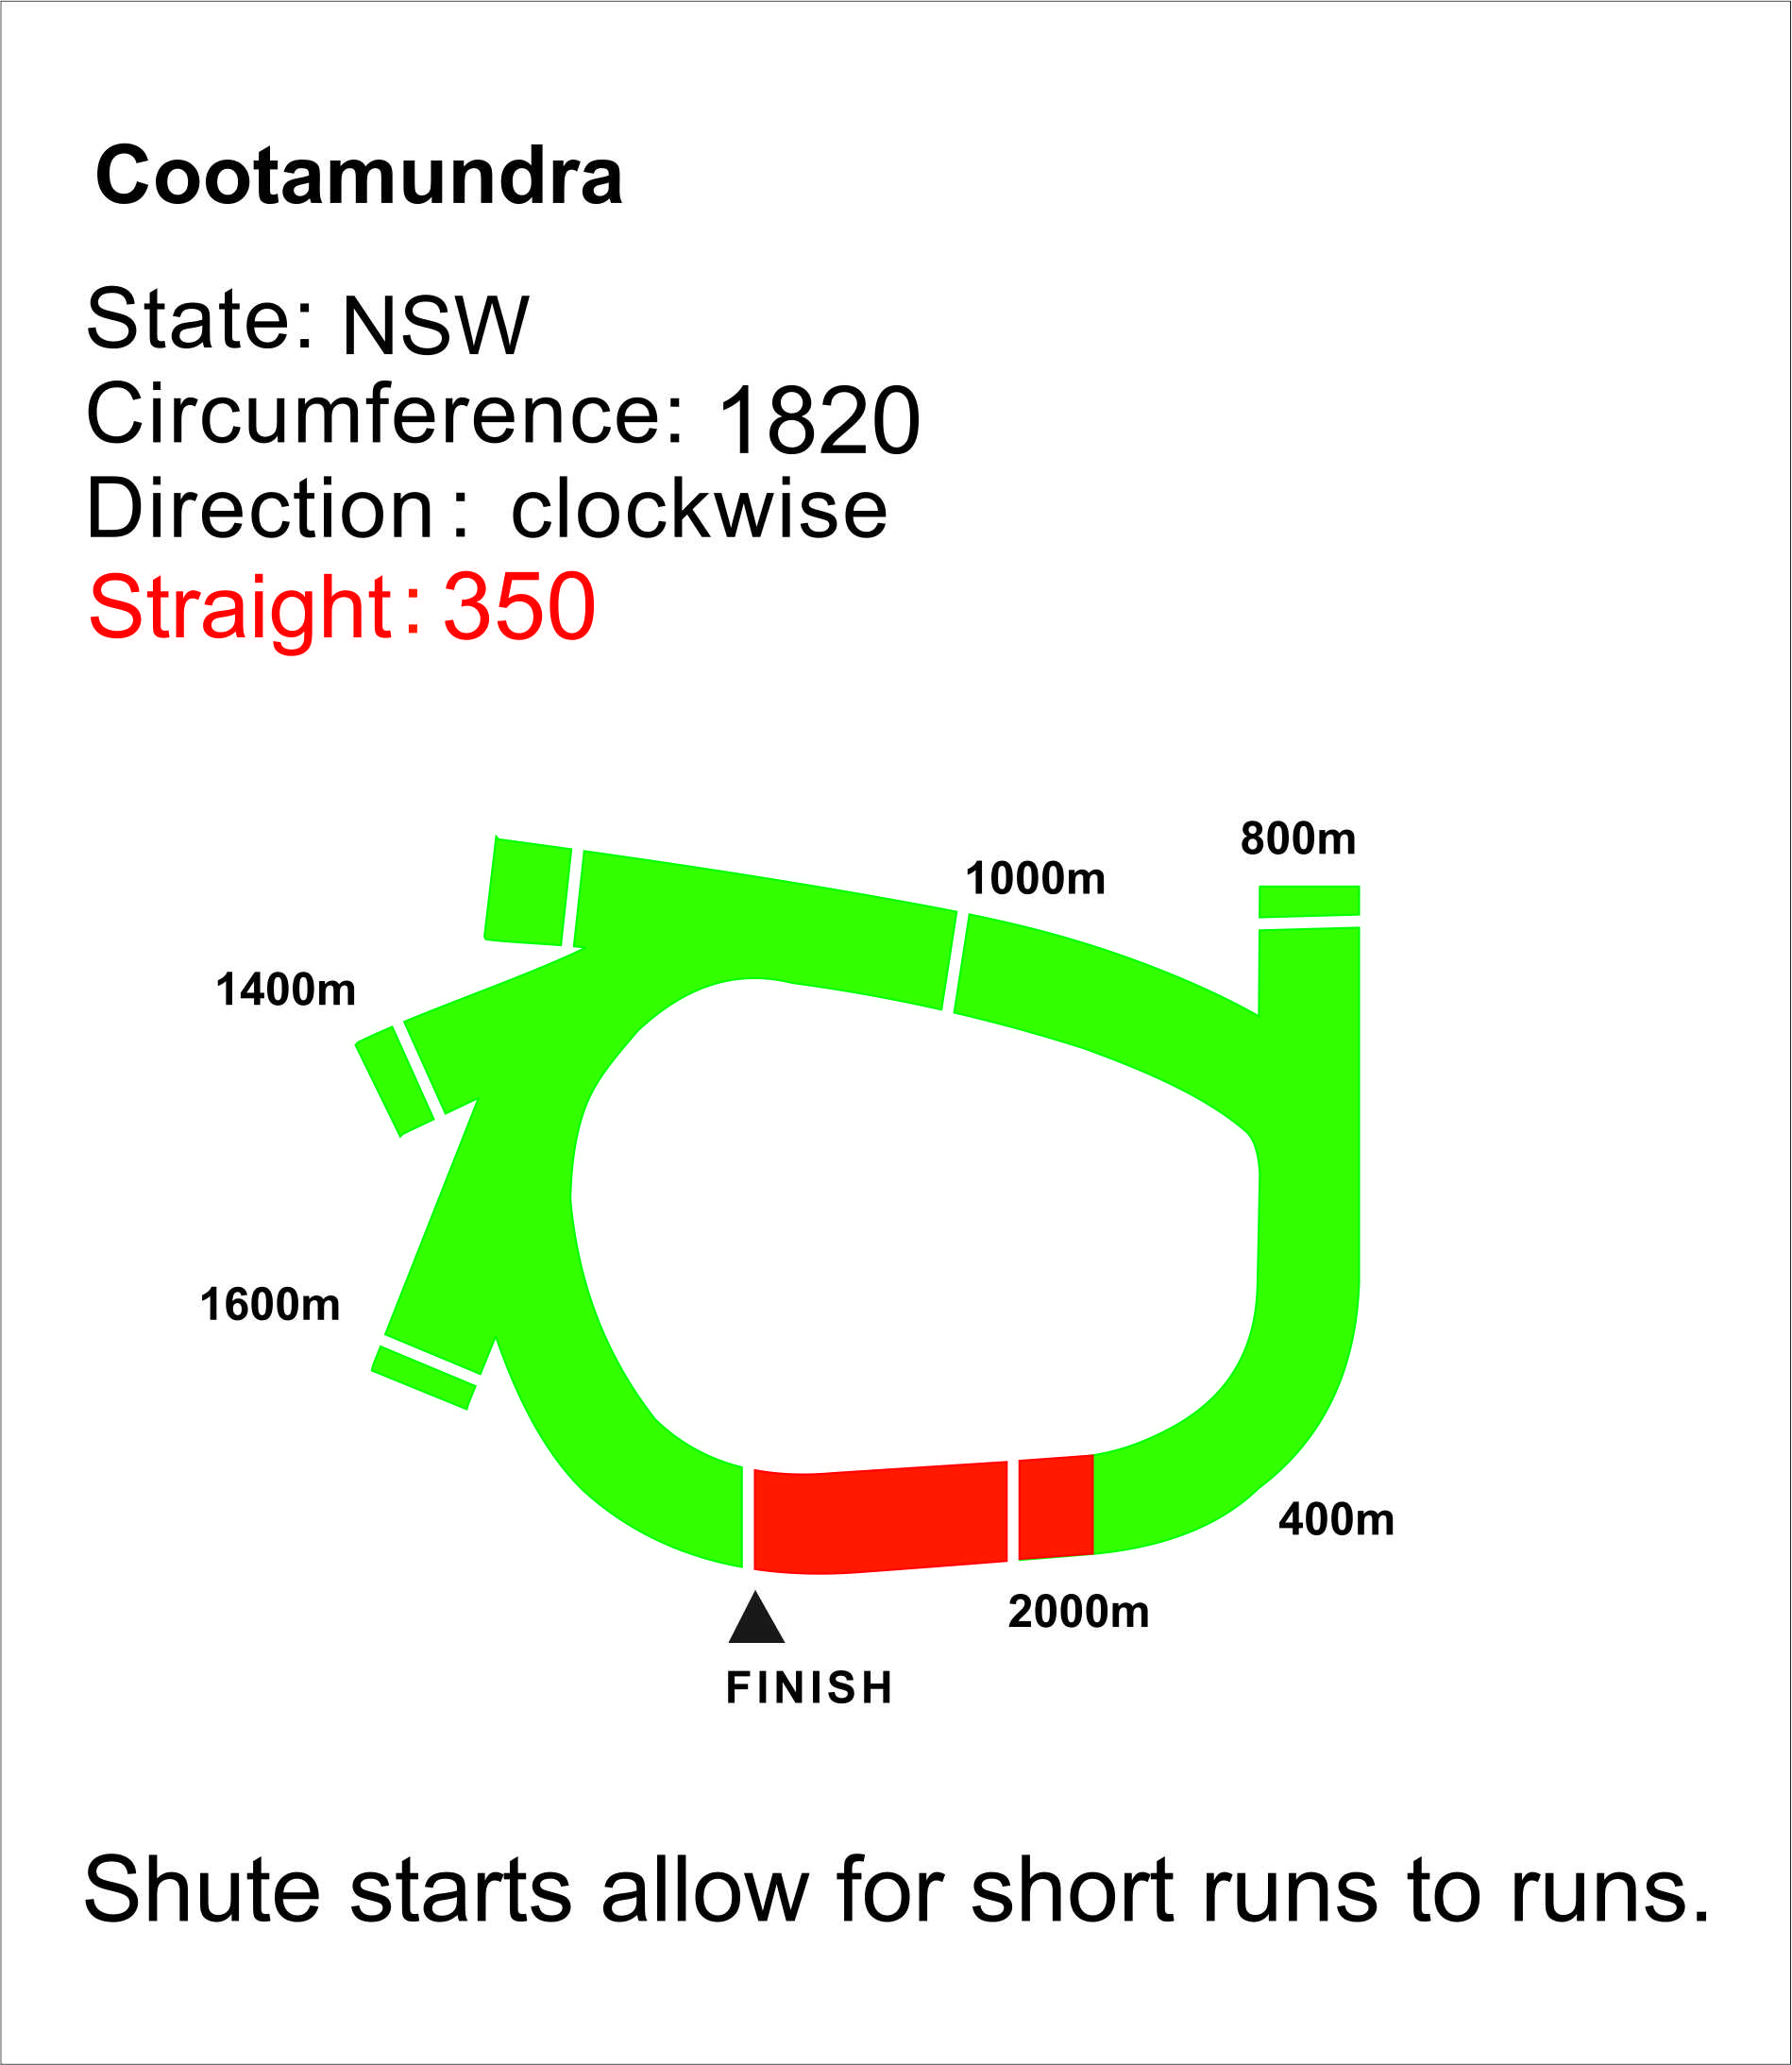 Cootamundra
State: NSW
Circumference: 1820
Direction: clockwise
Straight: 350
800m
1000m
1400m
1600m
400m
2000m
FINISH
Shute starts allow for short runs to runs.